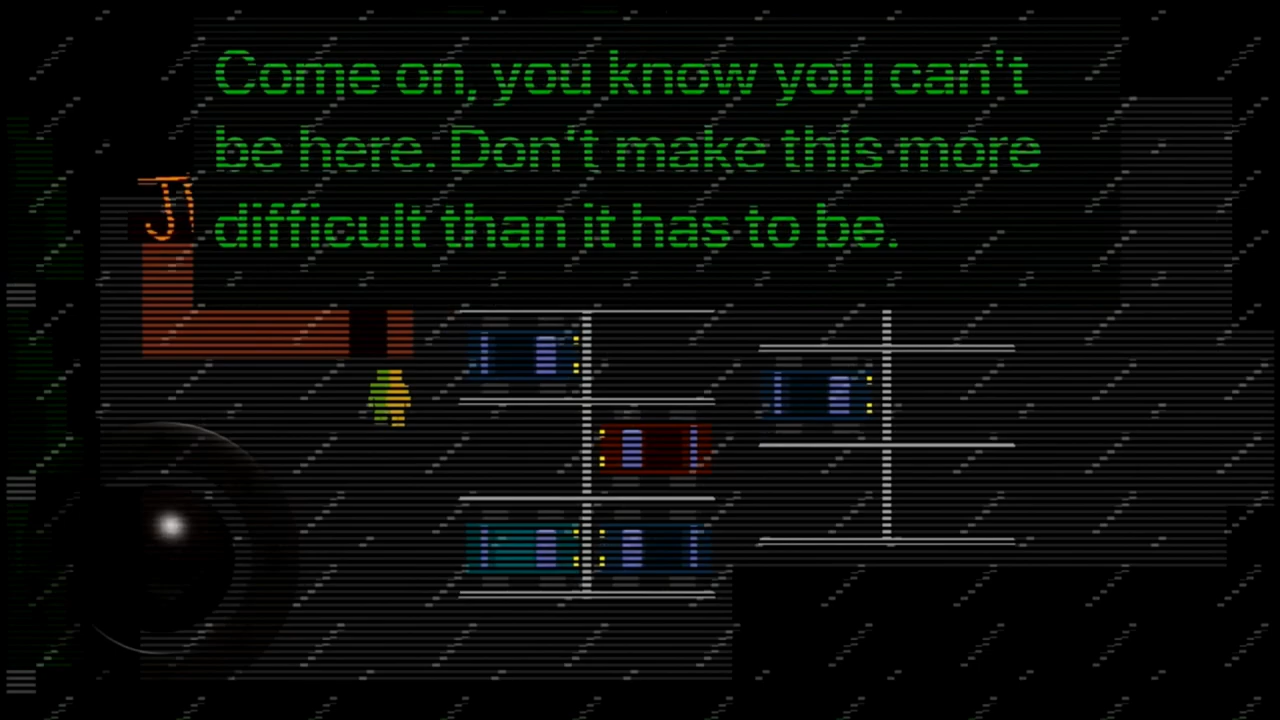 Come on, you know you can't
be here. Don't make this more
difficult than it has to be.
J